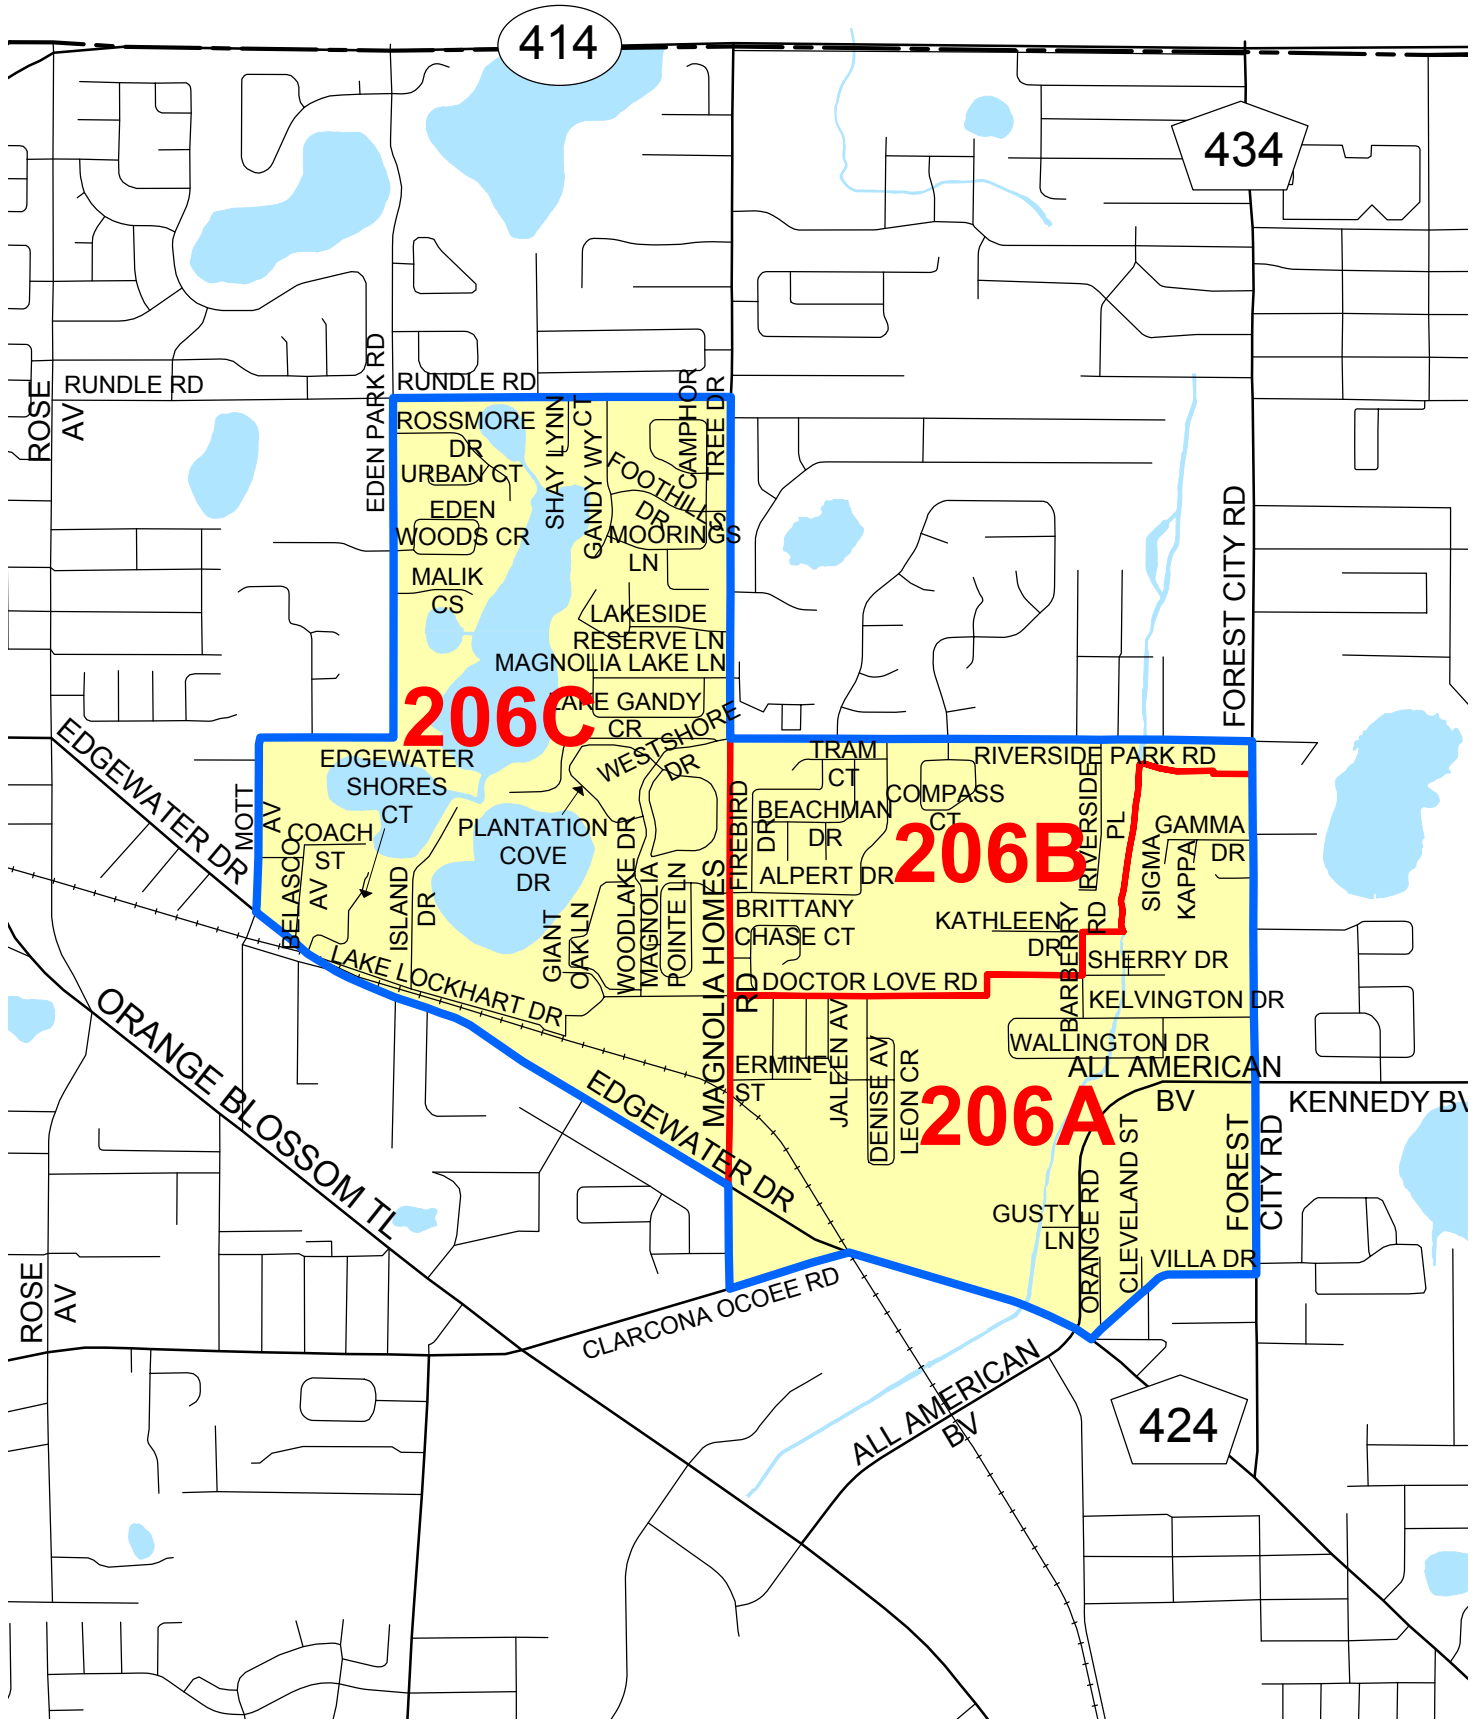 414
434
RUNDLE RD
RUNDLE RD
ROSE
AV
EDEN PARK RD
ROSSMORE
DR
URBAN CT
EDEN
WOODS CR
MALIK
CS
SHAY LYNN
CT
GANDY WY
CAMPHOR
TREE DR
FOOTHILLS
DR
MOORINGS
LN
LAKESIDE
RESERVE LN
MAGNOLIA LAKE LN
FOREST CITY RD
206C
LAKE GANDY
CR
WESTSHORE
DR
EDGEWATER DR
MOTT
AV
EDGEWATER
SHORES
CT
COACH
ST
BELASCO
AV
ISLAND
DR
PLANTATION
COVE
DR
GIANT
OAK LN
WOODLAKE DR
MAGNOLIA
POINTE LN
MAGNOLIA HOMES
RD
FIREBIRD
DR
TRAM
CT
BEACHMAN
DR
ALPERT DR
BRITTANY
CHASE CT
COMPASS
CT
RIVERSIDE PARK RD
206B
RIVERSIDE
PL
SIGMA
KAPPA
GAMMA
DR
KATHLEEN
DR
BARBERRY
RD
SHERRY DR
DOCTOR LOVE RD
KELVINGTON DR
WALLINGTON DR
LAKE LOCKHART DR
ORANGE BLOSSOM TL
EDGEWATER DR
ERMINE
ST
JALEEN AV
DENISE AV
LEON CR
206A
ALL AMERICAN
BV
KENNEDY BV
GUSTY
LN
ORANGE RD
CLEVELAND ST
FOREST
CITY RD
VILLA DR
ROSE
AV
CLARCONA OCOEE RD
ALL AMERICAN
BV
424